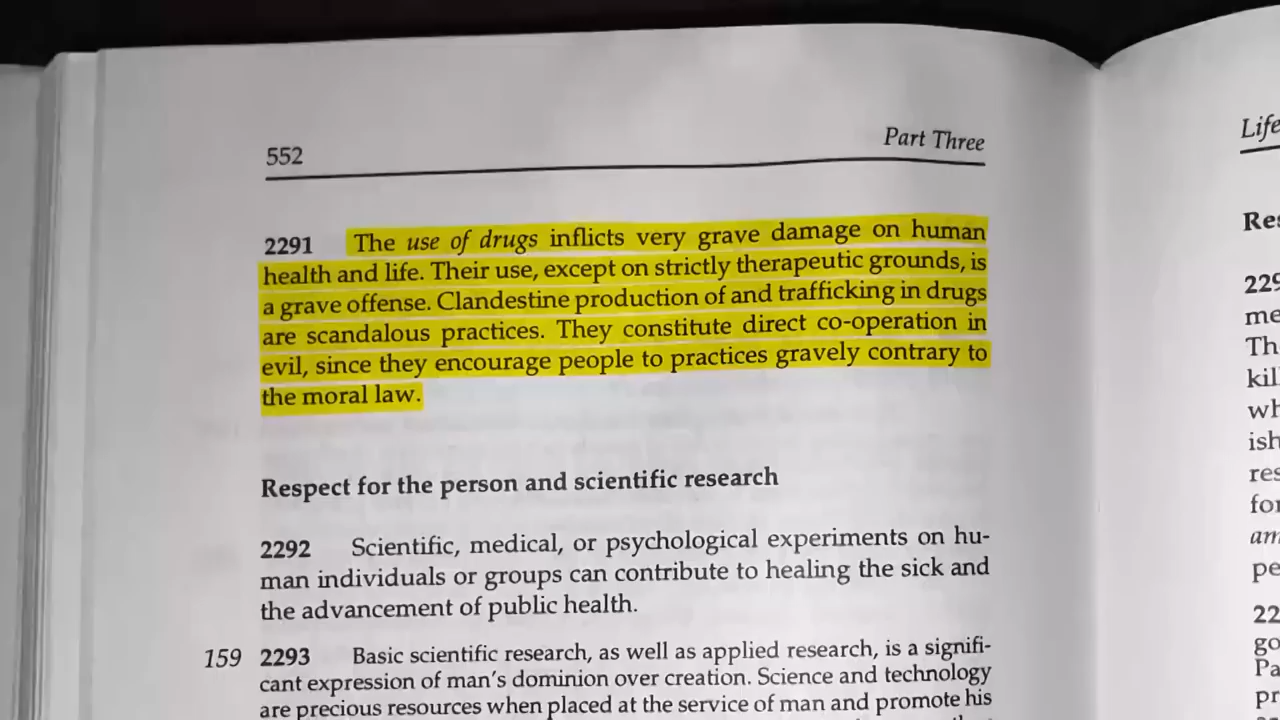 552
Part Three
2291 The use of drugs inflicts very grave damage on human
health and life. Their use, except on strictly therapeutic grounds, is
a grave offense. Clandestine production of and trafficking in drugs
are scandalous practices. They constitute direct co-operation in
evil, since they encourage people to practices gravely contrary to
the moral law.
Respect for the person and scientific research
2292 Scientific, medical, or psychological experiments on hu-
man individuals or groups can contribute to healing the sick and
the advancement of public health.
159 2293 Basic scientific research, as well as applied research, is a signifi-
cant expression of man's dominion over creation. Science and technology
are precious resources when placed at the service of man and promote his
Life